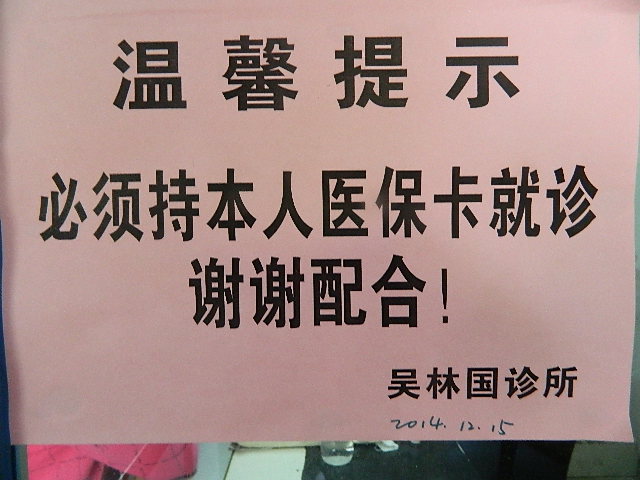 温馨提示
必须持本人医保卡就诊
谢谢配合!
吴林国诊所
2014.12.15